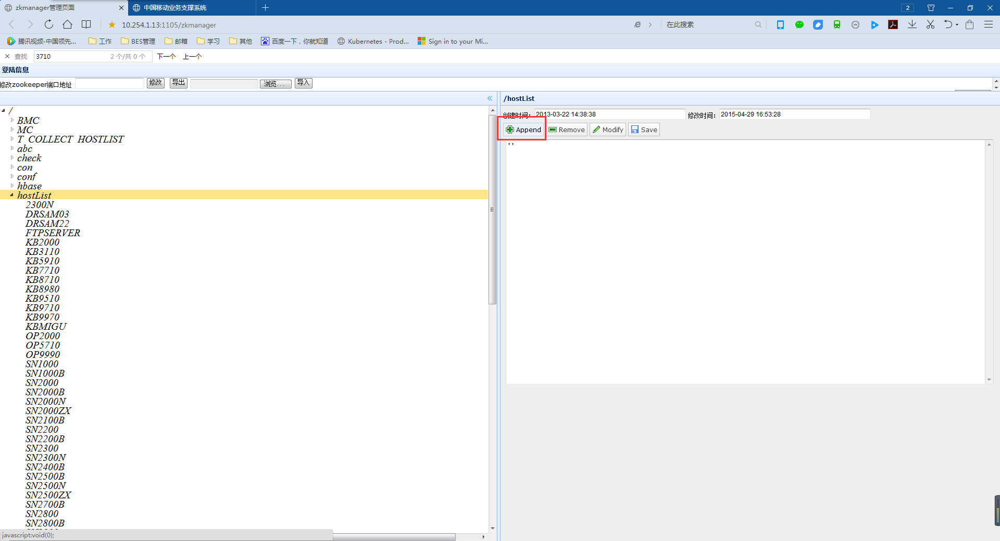 zkmanager管理页面
中国移动业务支撑系统
2
10.254.1.13:1105/zkmanager
在此搜索
腾讯视频-中国领先...
工作
BES管理
邮箱
学习
其他
百度一下，你就知道
Kubernetes - Prod...
Sign in to your Mi...
查找
3710
2 个/共 0 个
下一个
上一个
登陆信息
修改zookeeper端口地址
修改
导出
浏览...
导入
/
BMC
MC
T_COLLECT_HOSTLIST
abc
check
con
conf
hbase
hostList
2300N
DRSAM03
DRSAM22
FTPSERVER
KB2000
KB3110
KB5910
KB7710
KB8710
KB8980
KB9510
KB9710
KB9970
KBMIGU
OP2000
OP5710
OP9990
SN1000
SN1000B
SN2000
SN2000B
SN2000N
SN2000ZX
SN2100B
SN2200
SN2200B
SN2300
SN2300N
SN2400B
SN2500B
SN2500N
SN2500ZX
SN2700B
SN2800
SN2800B
javascript:void(0);
/hostList
创建时间：
2013-03-22 14:38:38
修改时间：
2015-04-29 16:53:28
Append
Remove
Modify
Save
''